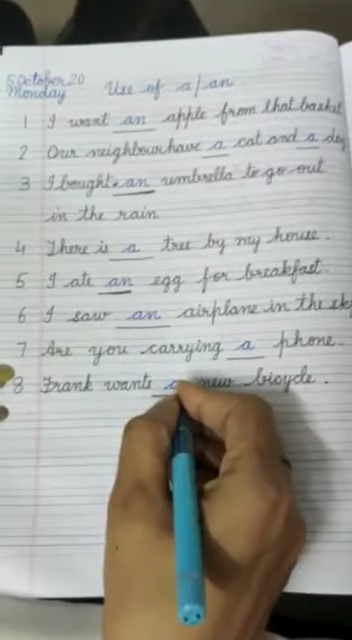 5 October 20
Monday
Use of a/an
1 I want an apple from that basket
2 Our neighbour have a cat and a dog
3 I bought an umbrella to go out
in the rain
4 There is a tree by my house.
5 I ate an egg for breakfast.
6 I saw an airplane in the sky
7 Are you carrying a phone.
8 Frank wants a new bicycle.